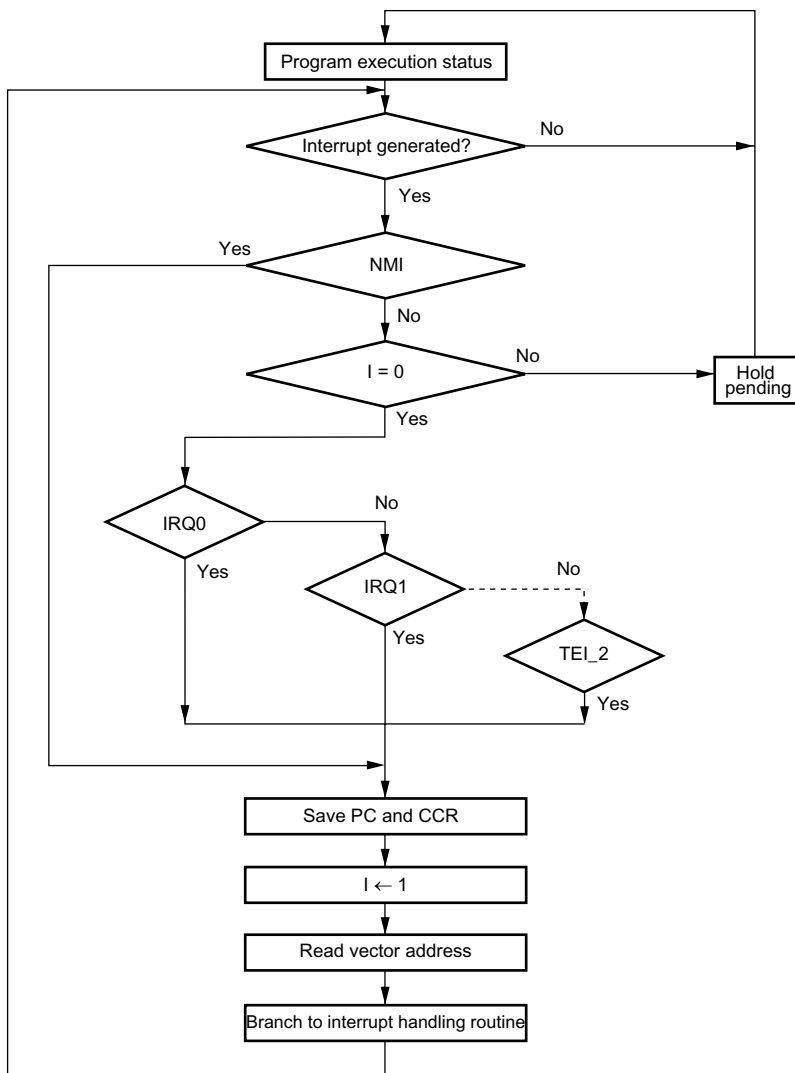 Program execution status
Interrupt generated?
No
Yes
Yes
NMI
No
I = 0
No
Hold
pending
Yes
IRQ0
No
Yes
IRQ1
No
Yes
TEI_2
Yes
Save PC and CCR
I ← 1
Read vector address
Branch to interrupt handling routine